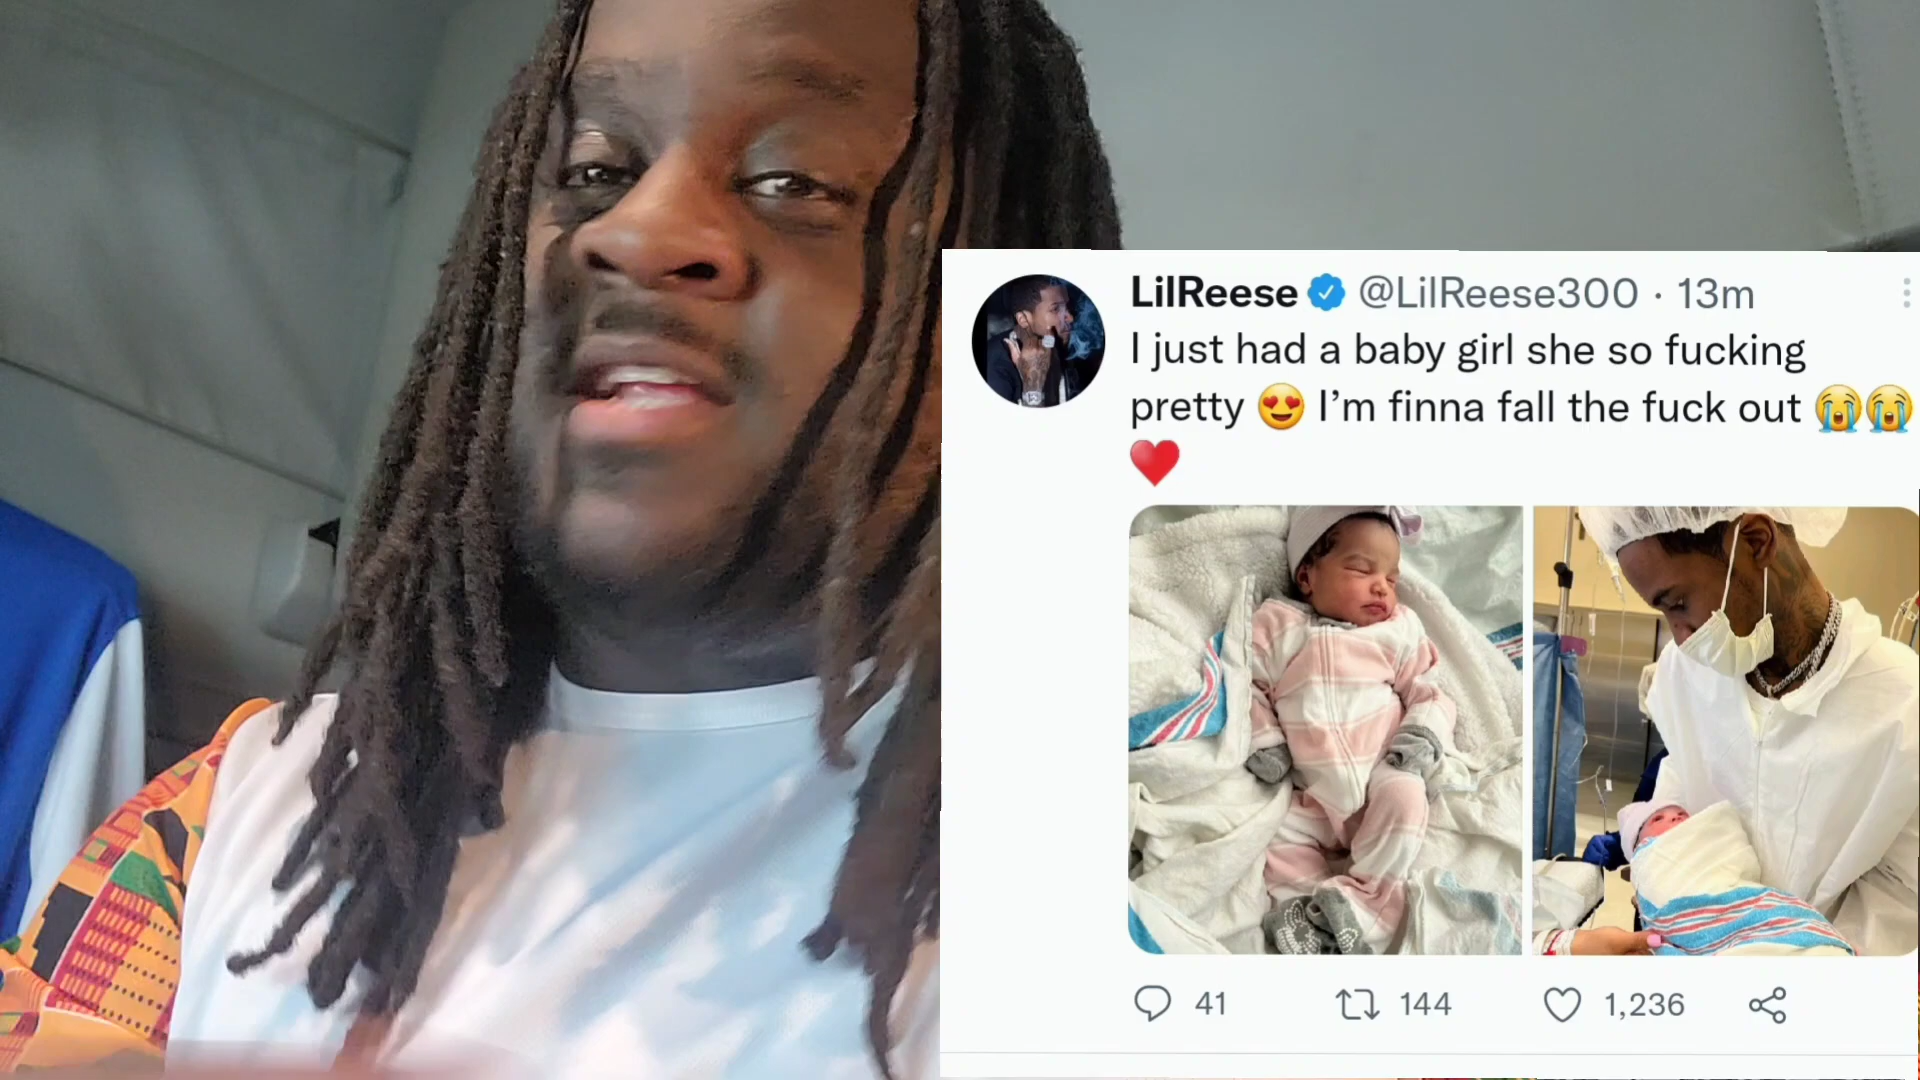 LilReese @LilReese300 · 13m
I just had a baby girl she so fucking
pretty 😍 I’m finna fall the fuck out 😭😭
❤️
41 144 1,236